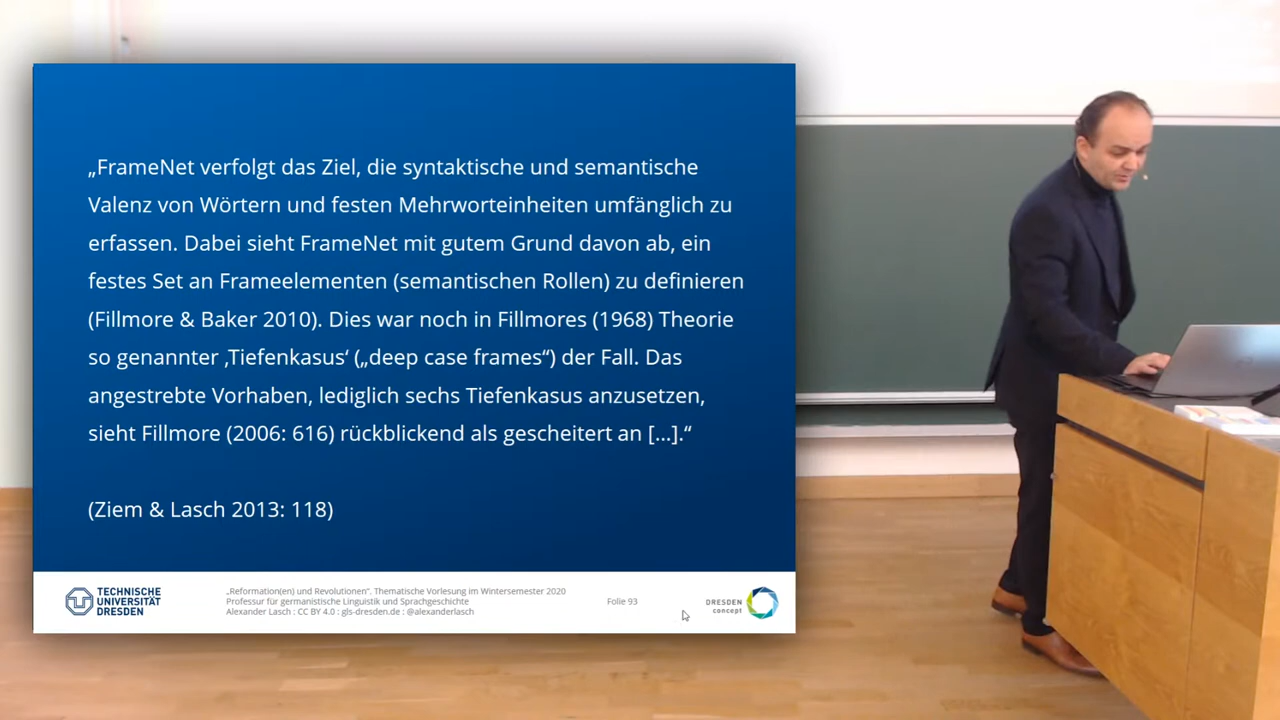 „FrameNet verfolgt das Ziel, die syntaktische und semantische
Valenz von Wörtern und festen Mehrworteinheiten umfänglich zu
erfassen. Dabei sieht FrameNet mit gutem Grund davon ab, ein
festes Set an Frameelementen (semantischen Rollen) zu definieren
(Fillmore & Baker 2010). Dies war noch in Fillmores (1968) Theorie
so genannter ‚Tiefenkasus‘ („deep case frames“) der Fall. Das
angestrebte Vorhaben, lediglich sechs Tiefenkasus anzusetzen,
sieht Fillmore (2006: 616) rückblickend als gescheitert an [...].“
(Ziem & Lasch 2013: 118)
TECHNISCHE
UNIVERSITÄT
DRESDEN
„Reformation(en) und Revolutionen“. Thematische Vorlesung im Wintersemester 2020
Professur für germanistische Linguistik und Sprachgeschichte
Alexander Lasch : CC BY 4.0 : gls-dresden.de : @alexanderlasch
Folie 93
DRESDEN
concept